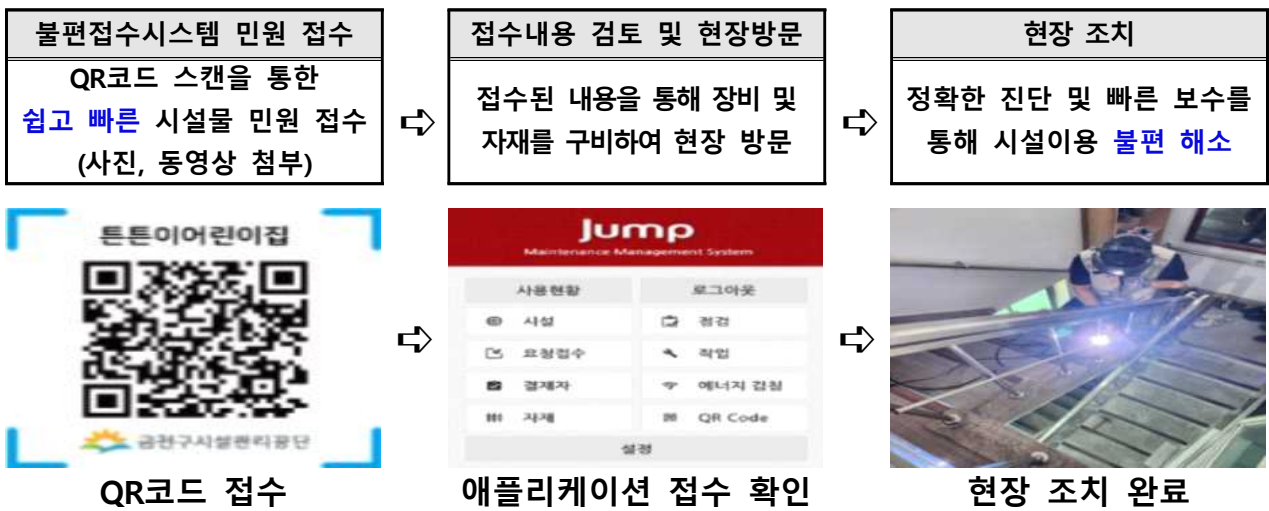 불편접수시스템 민원 접수
QR코드 스캔을 통한
쉽고 빠른 시설물 민원 접수
(사진, 동영상 첨부)
접수내용 검토 및 현장방문
접수된 내용을 통해 장비 및
자재를 구비하여 현장 방문
현장 조치
정확한 진단 및 빠른 보수를
통해 시설이용 불편 해소
튼튼이어린이집
금천구시설관리공단
QR코드 접수
Jump
Maintenance Management System
사용현황
로그아웃
시설
점검
요청접수
작업
결재자
에너지 검침
자재
QR Code
설정
애플리케이션 접수 확인
현장 조치 완료